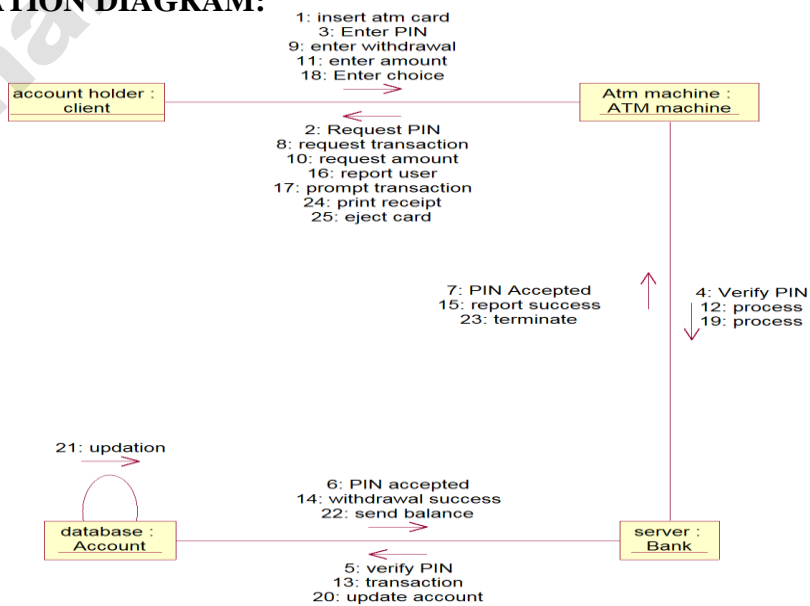 ATION DIAGRAM:
1: insert atm card
3: Enter PIN
9: enter withdrawal
11: enter amount
18: Enter choice
account holder :
client
Atm machine :
ATM machine
2: Request PIN
8: request transaction
10: request amount
16: report user
17: prompt transaction
24: print receipt
25: eject card
7: PIN Accepted
15: report success
23: terminate
4: Verify PIN
12: process
19: process
21: updation
6: PIN accepted
14: withdrawal success
22: send balance
database :
Account
server :
Bank
5: verify PIN
13: transaction
20: update account